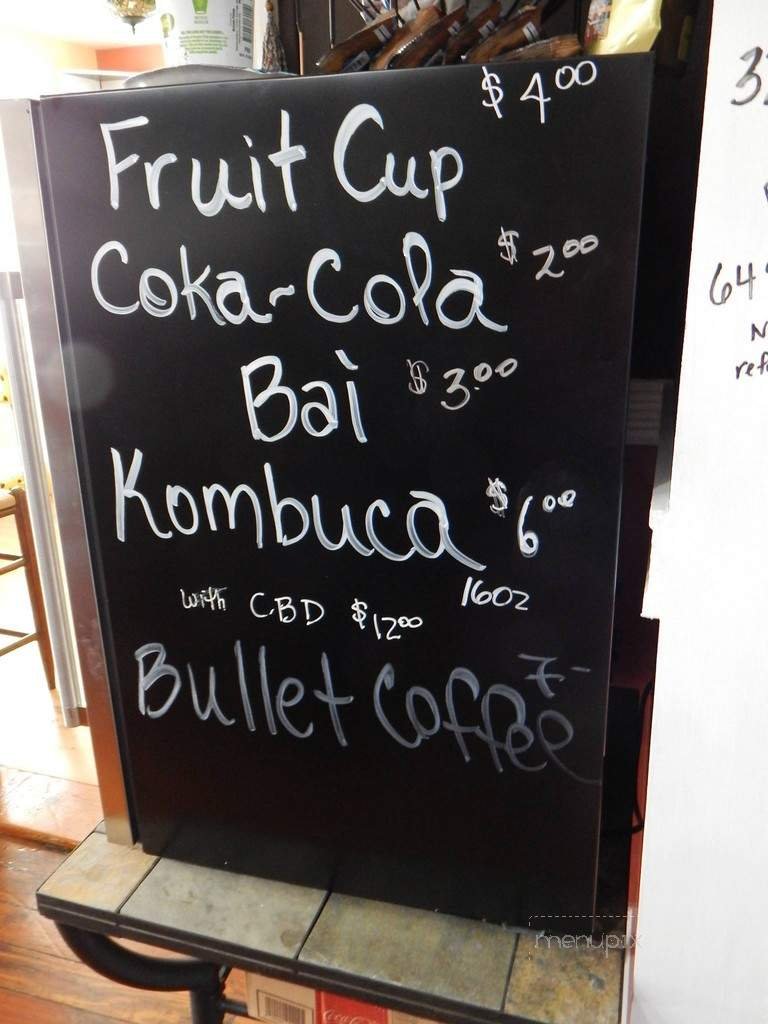 Fruit Cup $4.00
Coka-Cola $2.00
Bai $3.00
Kombuca $6.00
16oz
with CBD $12.00
Bullet Coffee 7.-
menupix